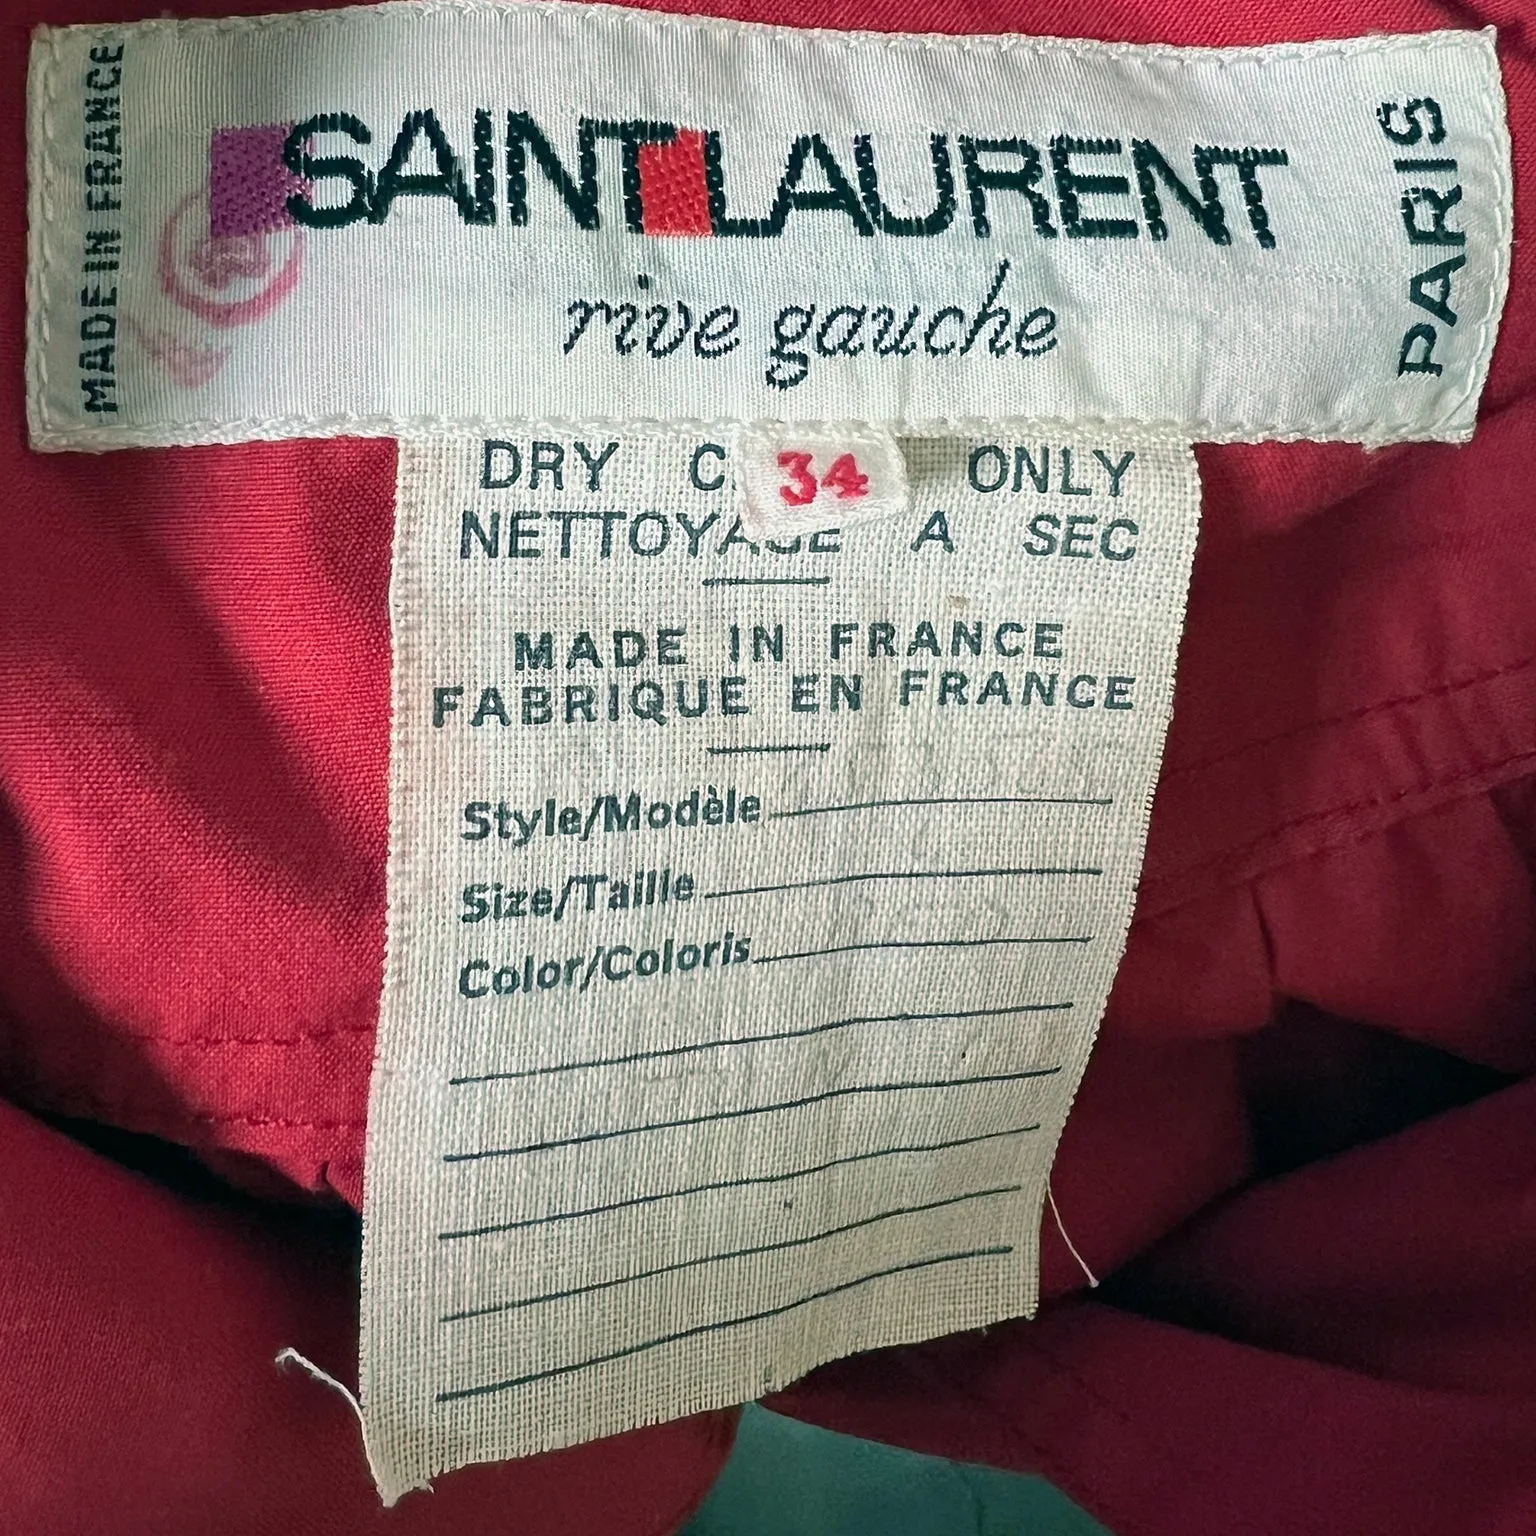 MADE IN FRANCE
SAINT LAURENT
rive gauche
PARIS
34
DRY C ONLY
NETTOYAGE A SEC
MADE IN FRANCE
FABRIQUE EN FRANCE
Style/Modèle
Size/Taille
Color/Coloris